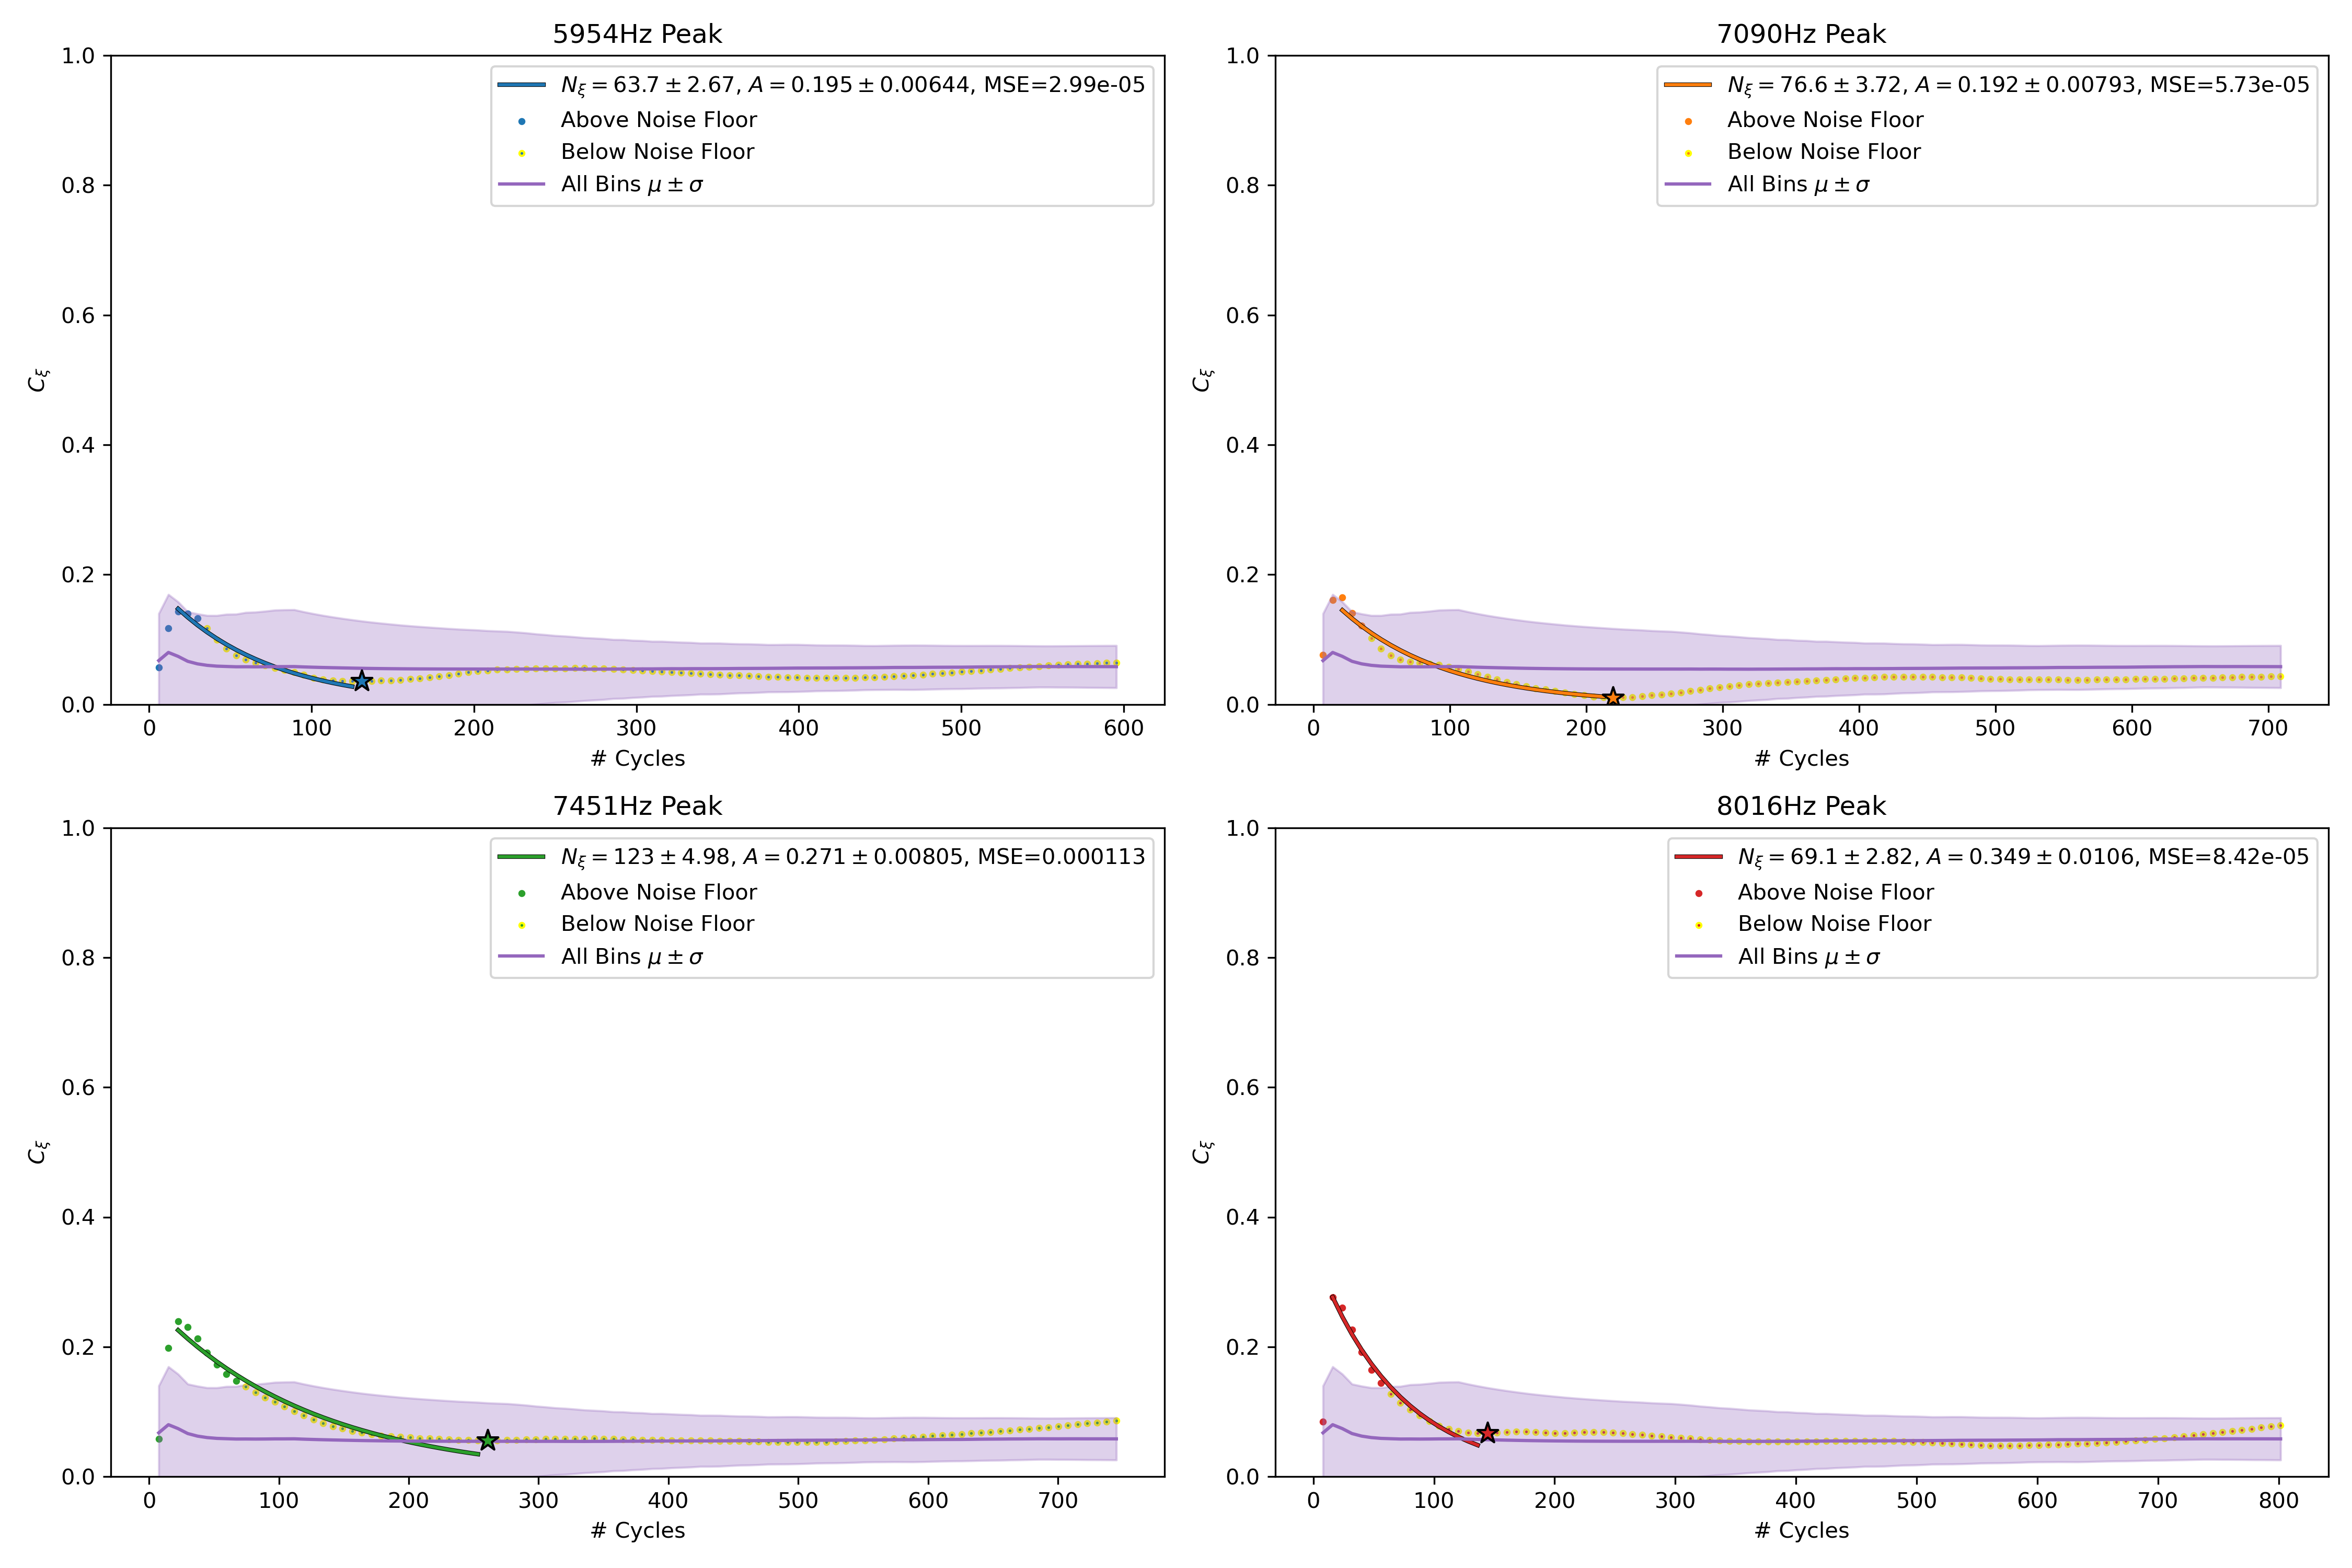 5954Hz Peak
1.0
0.8
0.6
0.4
0.2
0.0
C_ξ
N_ξ = 63.7 ± 2.67, A = 0.195 ± 0.00644, MSE=2.99e-05
Above Noise Floor
Below Noise Floor
All Bins μ ± σ
0 100 200 300 400 500 600
# Cycles
7090Hz Peak
1.0
0.8
0.6
0.4
0.2
0.0
C_ξ
N_ξ = 76.6 ± 3.72, A = 0.192 ± 0.00793, MSE=5.73e-05
Above Noise Floor
Below Noise Floor
All Bins μ ± σ
0 100 200 300 400 500 600 700
# Cycles
7451Hz Peak
1.0
0.8
0.6
0.4
0.2
0.0
C_ξ
N_ξ = 123 ± 4.98, A = 0.271 ± 0.00805, MSE=0.000113
Above Noise Floor
Below Noise Floor
All Bins μ ± σ
0 100 200 300 400 500 600 700
# Cycles
8016Hz Peak
1.0
0.8
0.6
0.4
0.2
0.0
C_ξ
N_ξ = 69.1 ± 2.82, A = 0.349 ± 0.0106, MSE=8.42e-05
Above Noise Floor
Below Noise Floor
All Bins μ ± σ
0 100 200 300 400 500 600 700 800
# Cycles